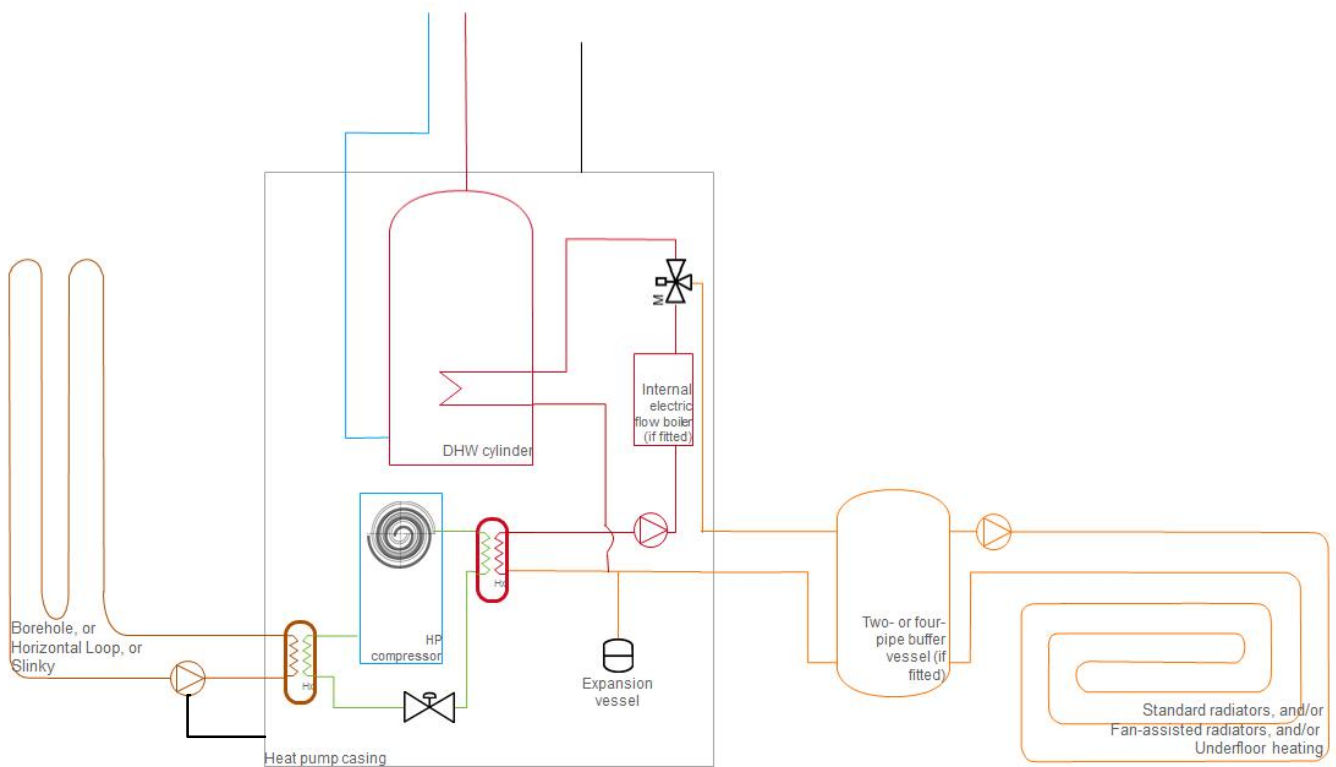 M
Internal
electric
flow boiler
(if fitted)
DHW cylinder
Hx
HP
compressor
Borehole, or
Horizontal Loop, or
Slinky
Hx
Expansion
vessel
Two- or four-
pipe buffer
vessel (if
fitted)
Standard radiators, and/or
Fan-assisted radiators, and/or
Underfloor heating
Heat pump casing